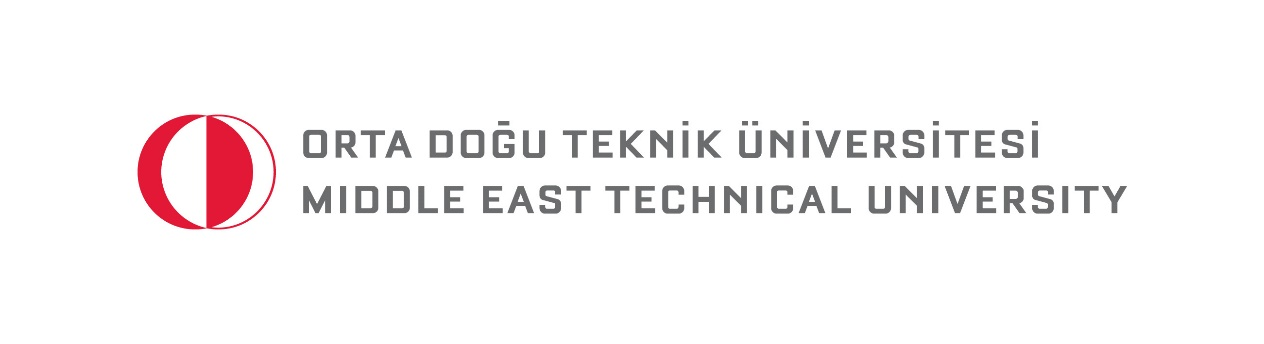 ORTA DOĞU TEKNİK ÜNİVERSİTESİ
MIDDLE EAST TECHNICAL UNIVERSITY